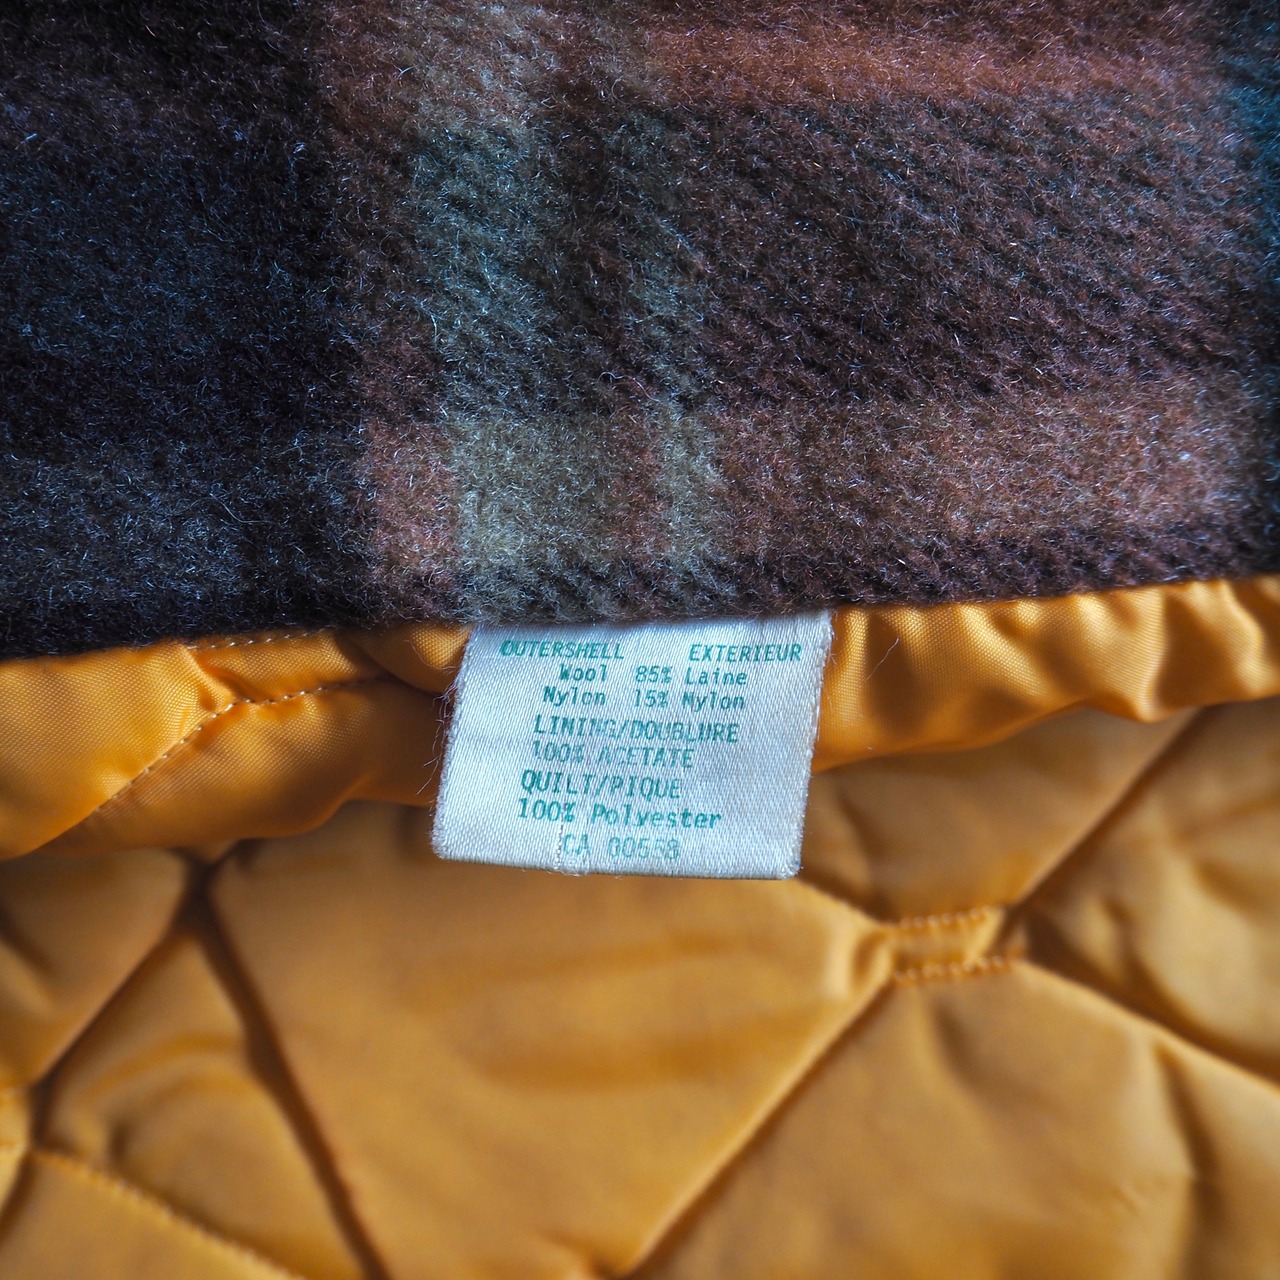 OUTERSHELL EXTERIEUR
Wool 85% Laine
Nylon 15% Nylon
LINING/DOUBLURE
100% ACETATE
QUILT/PIQUE
100% Polyester
CA 00558